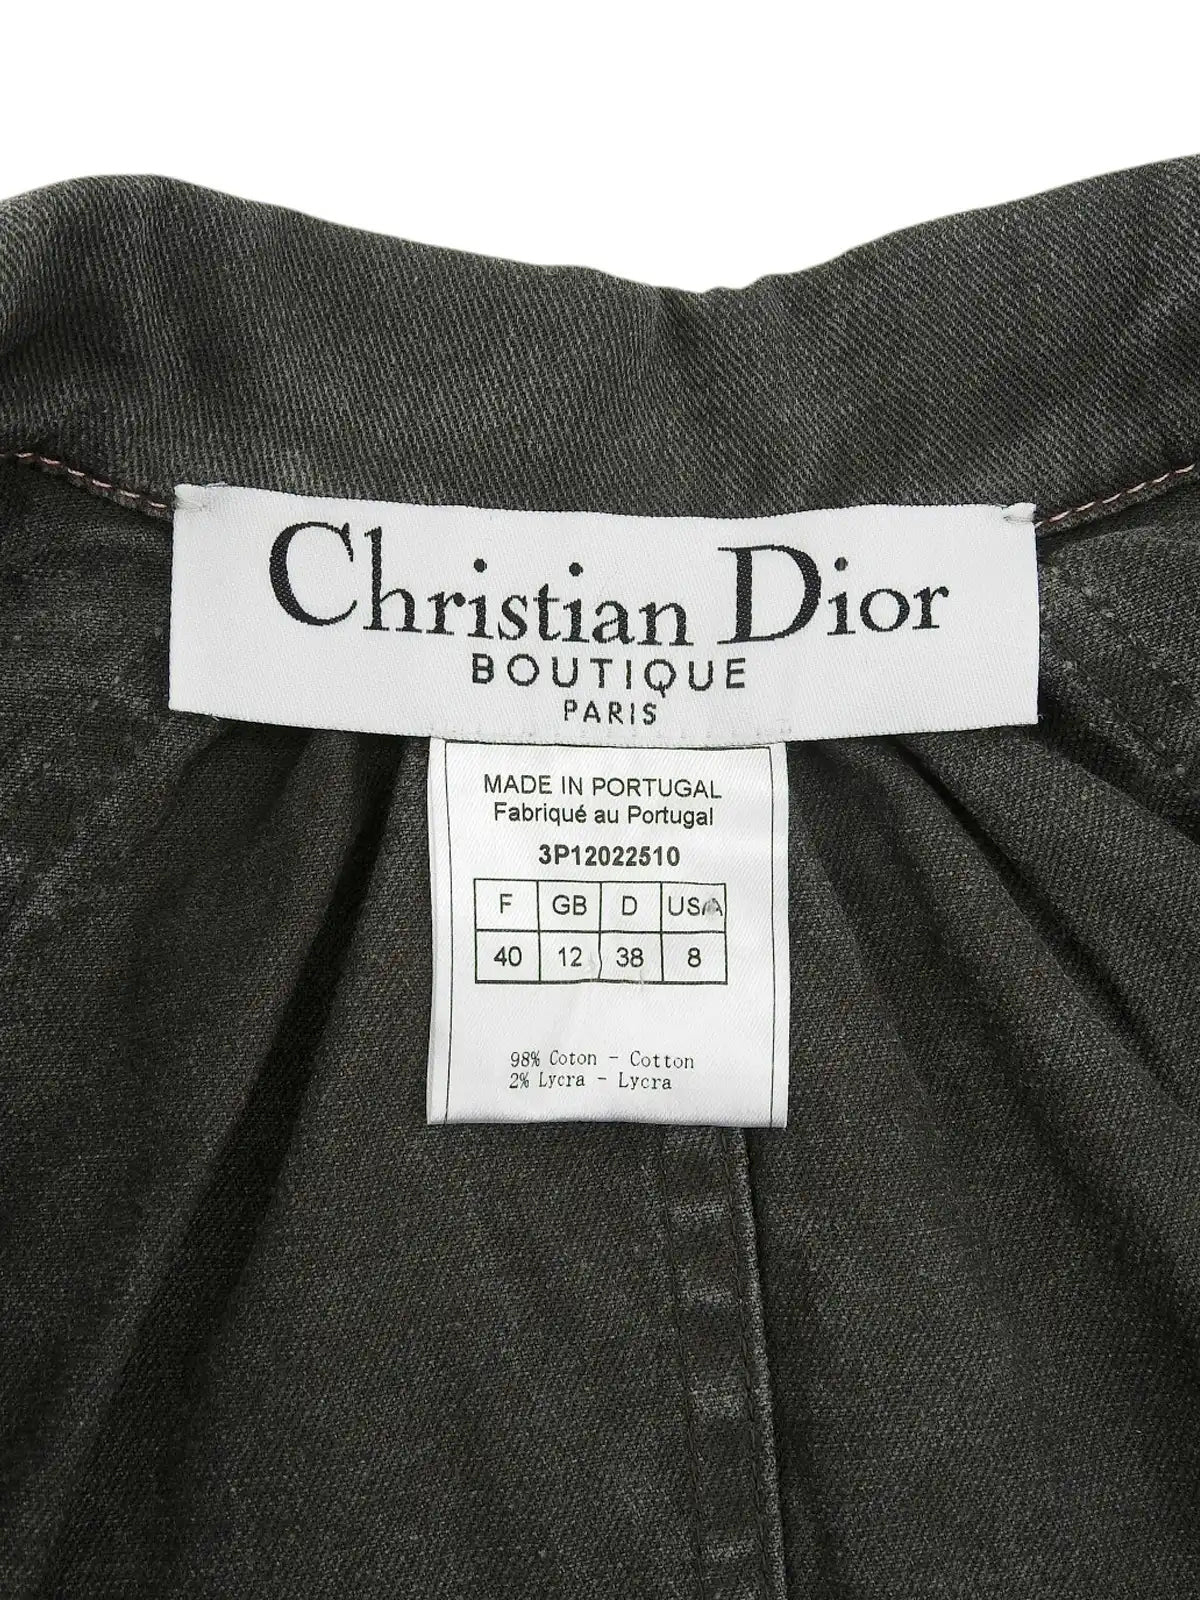 Christian Dior
BOUTIQUE
PARIS
MADE IN PORTUGAL
Fabriqué au Portugal
3P12022510
F GB D USA
40 12 38 8
98% Coton - Cotton
2% Lycra - Lycra